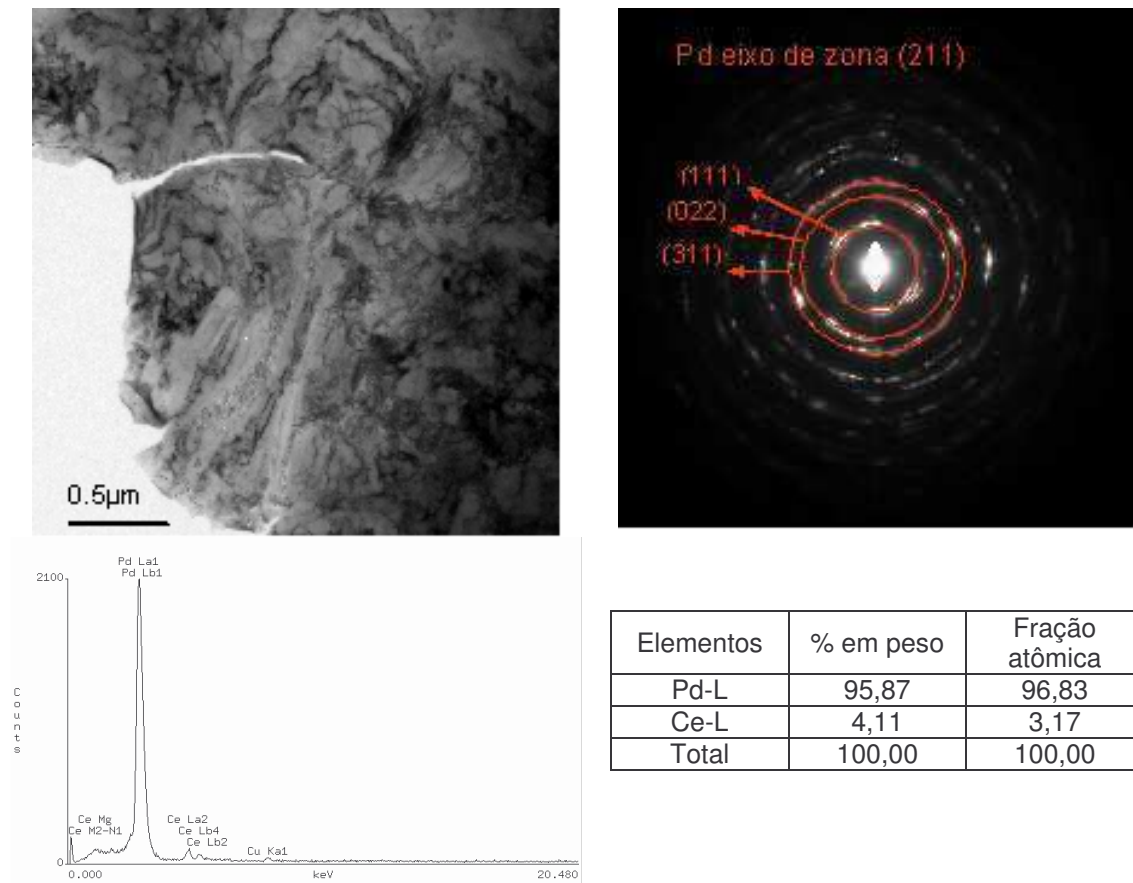 0.5µm
Pd eixo de zona (211)
(111)
(022)
(311)
Pd La1
Pd Lb1
2100
Counts
Ce Mg
Ce M2-N1
Ce La2
Ce Lb4
Ce Lb2
Cu Ka1
0
0.000
keV
20.480
Elementos % em peso Fração atômica
Pd-L 95,87 96,83
Ce-L 4,11 3,17
Total 100,00 100,00